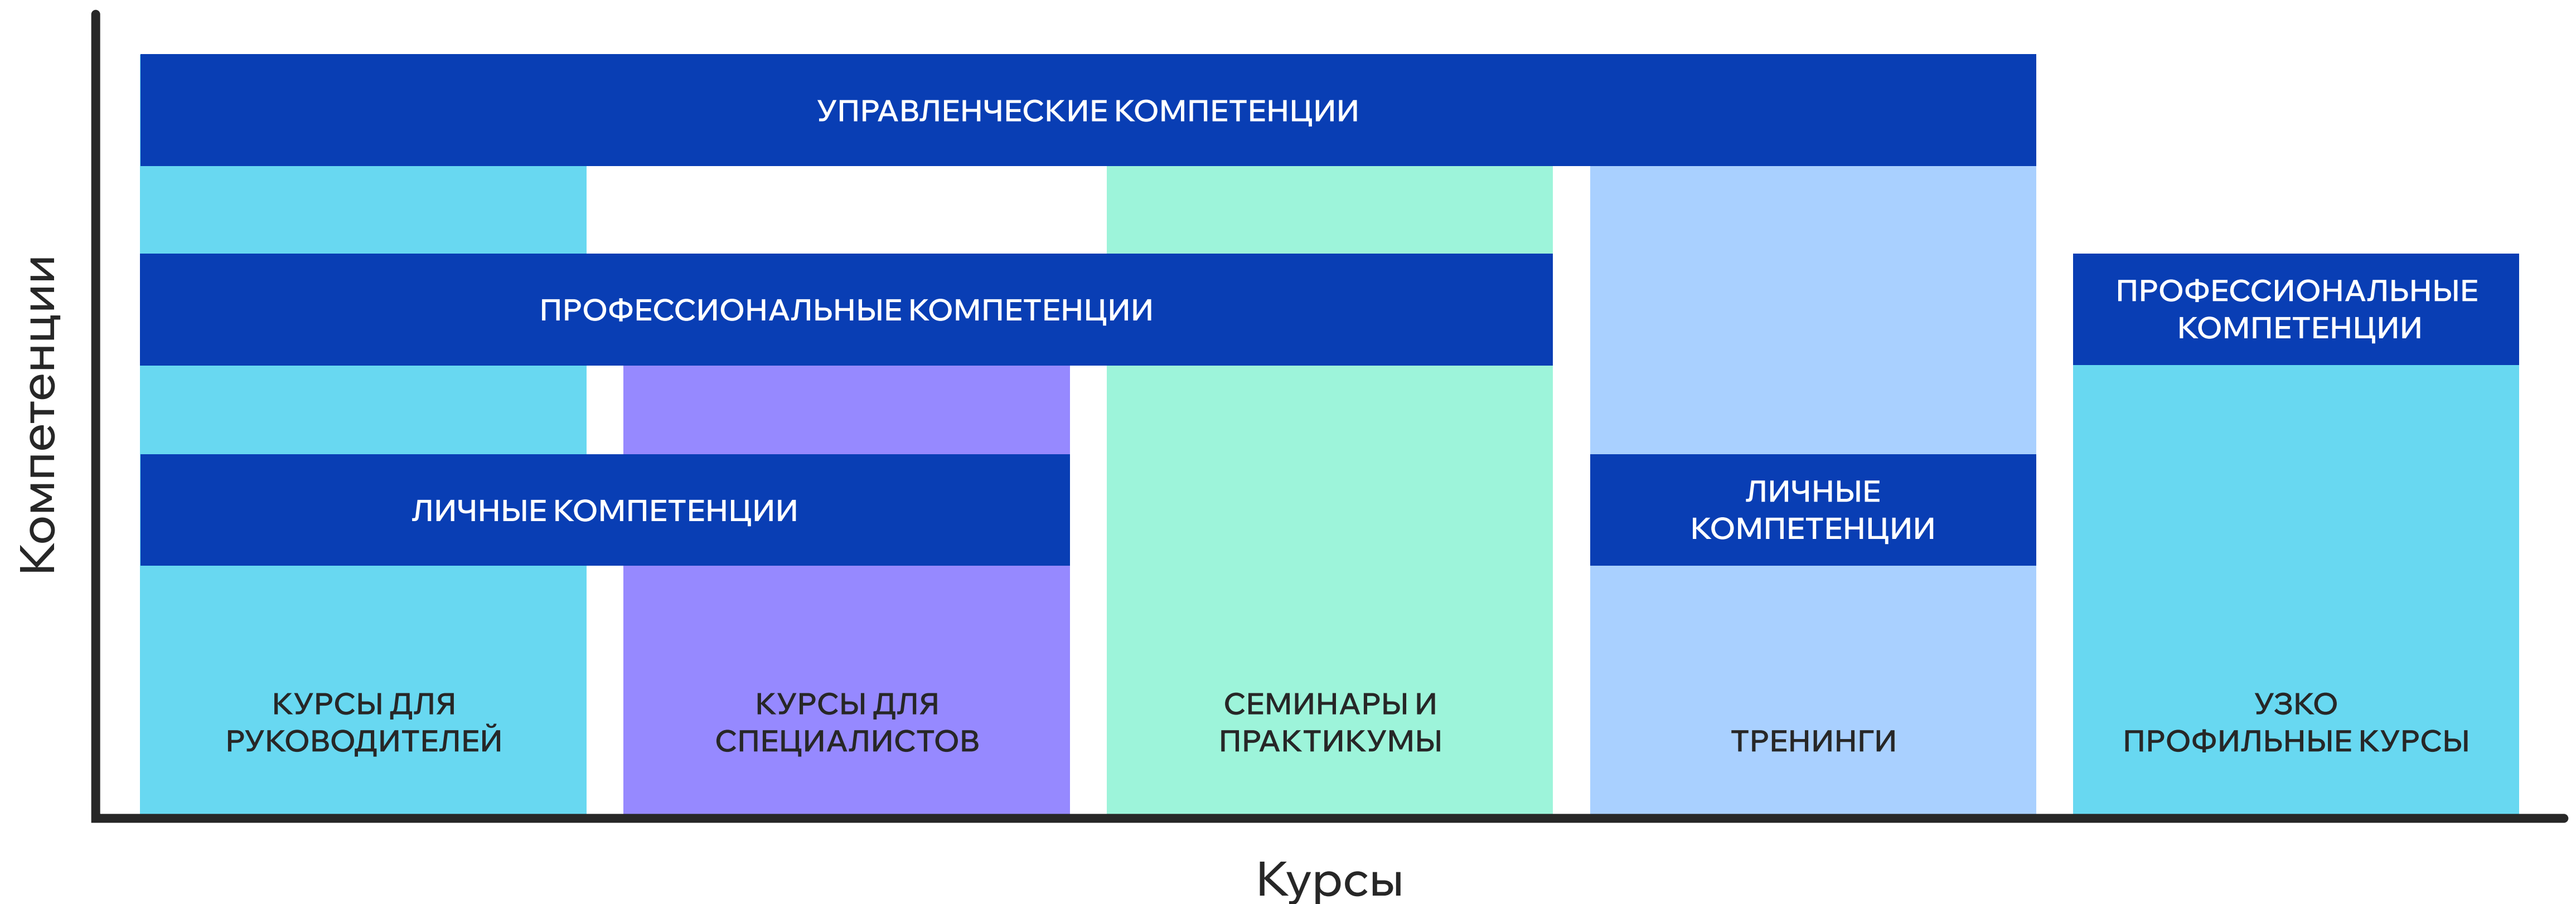 Компетенции
УПРАВЛЕНЧЕСКИЕ КОМПЕТЕНЦИИ
ПРОФЕССИОНАЛЬНЫЕ КОМПЕТЕНЦИИ
ПРОФЕССИОНАЛЬНЫЕ
КОМПЕТЕНЦИИ
ЛИЧНЫЕ КОМПЕТЕНЦИИ
ЛИЧНЫЕ
КОМПЕТЕНЦИИ
КУРСЫ ДЛЯ
РУКОВОДИТЕЛЕЙ
КУРСЫ ДЛЯ
СПЕЦИАЛИСТОВ
СЕМИНАРЫ И
ПРАКТИКУМЫ
ТРЕНИНГИ
УЗКО
ПРОФИЛЬНЫЕ КУРСЫ
Курсы